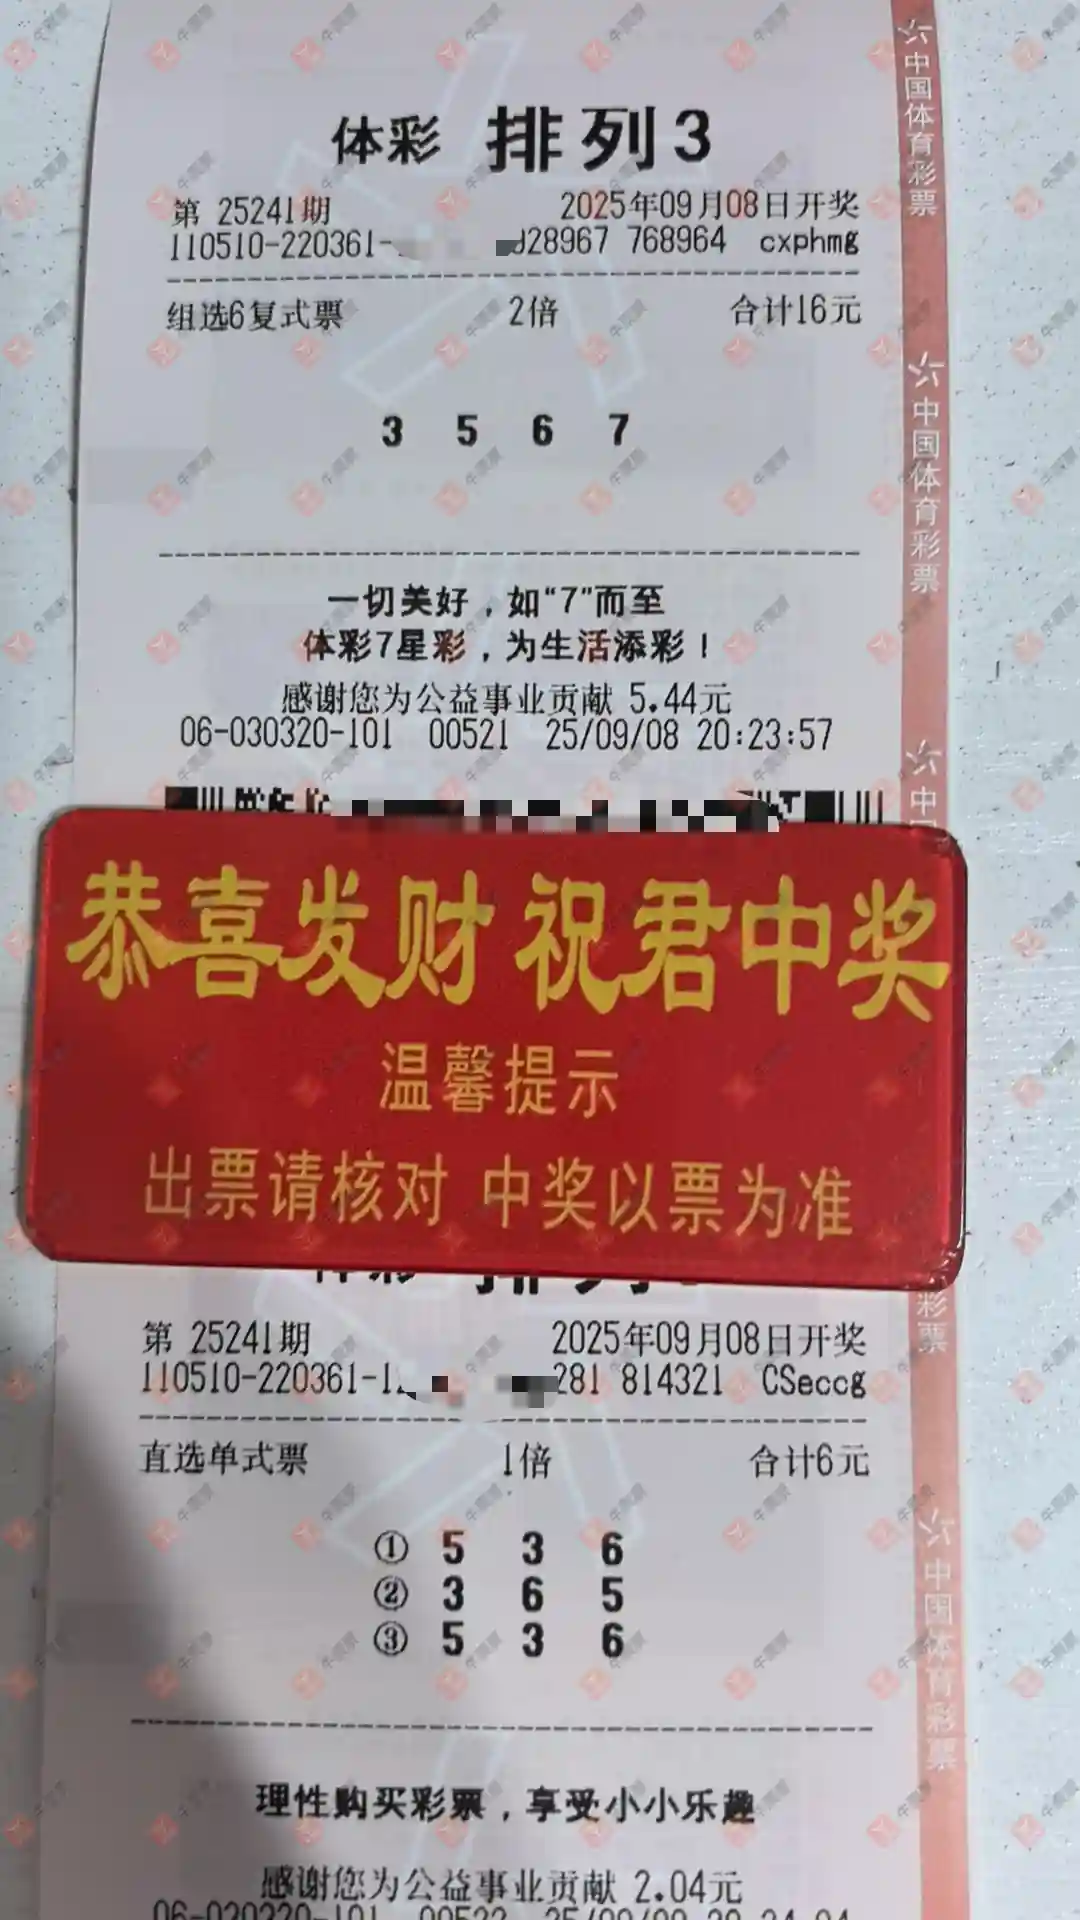 体彩 排列3
第 25241期 2025年09月08日开奖
110510-220361- 28967 768964 cxphmg
组选6复式票 2倍 合计16元
3 5 6 7
一切美好，如“7”而至
体彩7星彩，为生活添彩！
感谢您为公益事业贡献 5.44元
06-030320-101 00521 25/09/08 20:23:57
恭喜发财 祝君中奖
温馨提示
出票请核对 中奖以票为准
第 25241期 2025年09月08日开奖
110510-220361-1 281 814321 CSeccg
直选单式票 1倍 合计6元
① 5 3 6
② 3 6 5
③ 5 3 6
理性购买彩票，享受小小乐趣
感谢您为公益事业贡献 2.04元
中国体育彩票
中国体育彩票
中国体育彩票